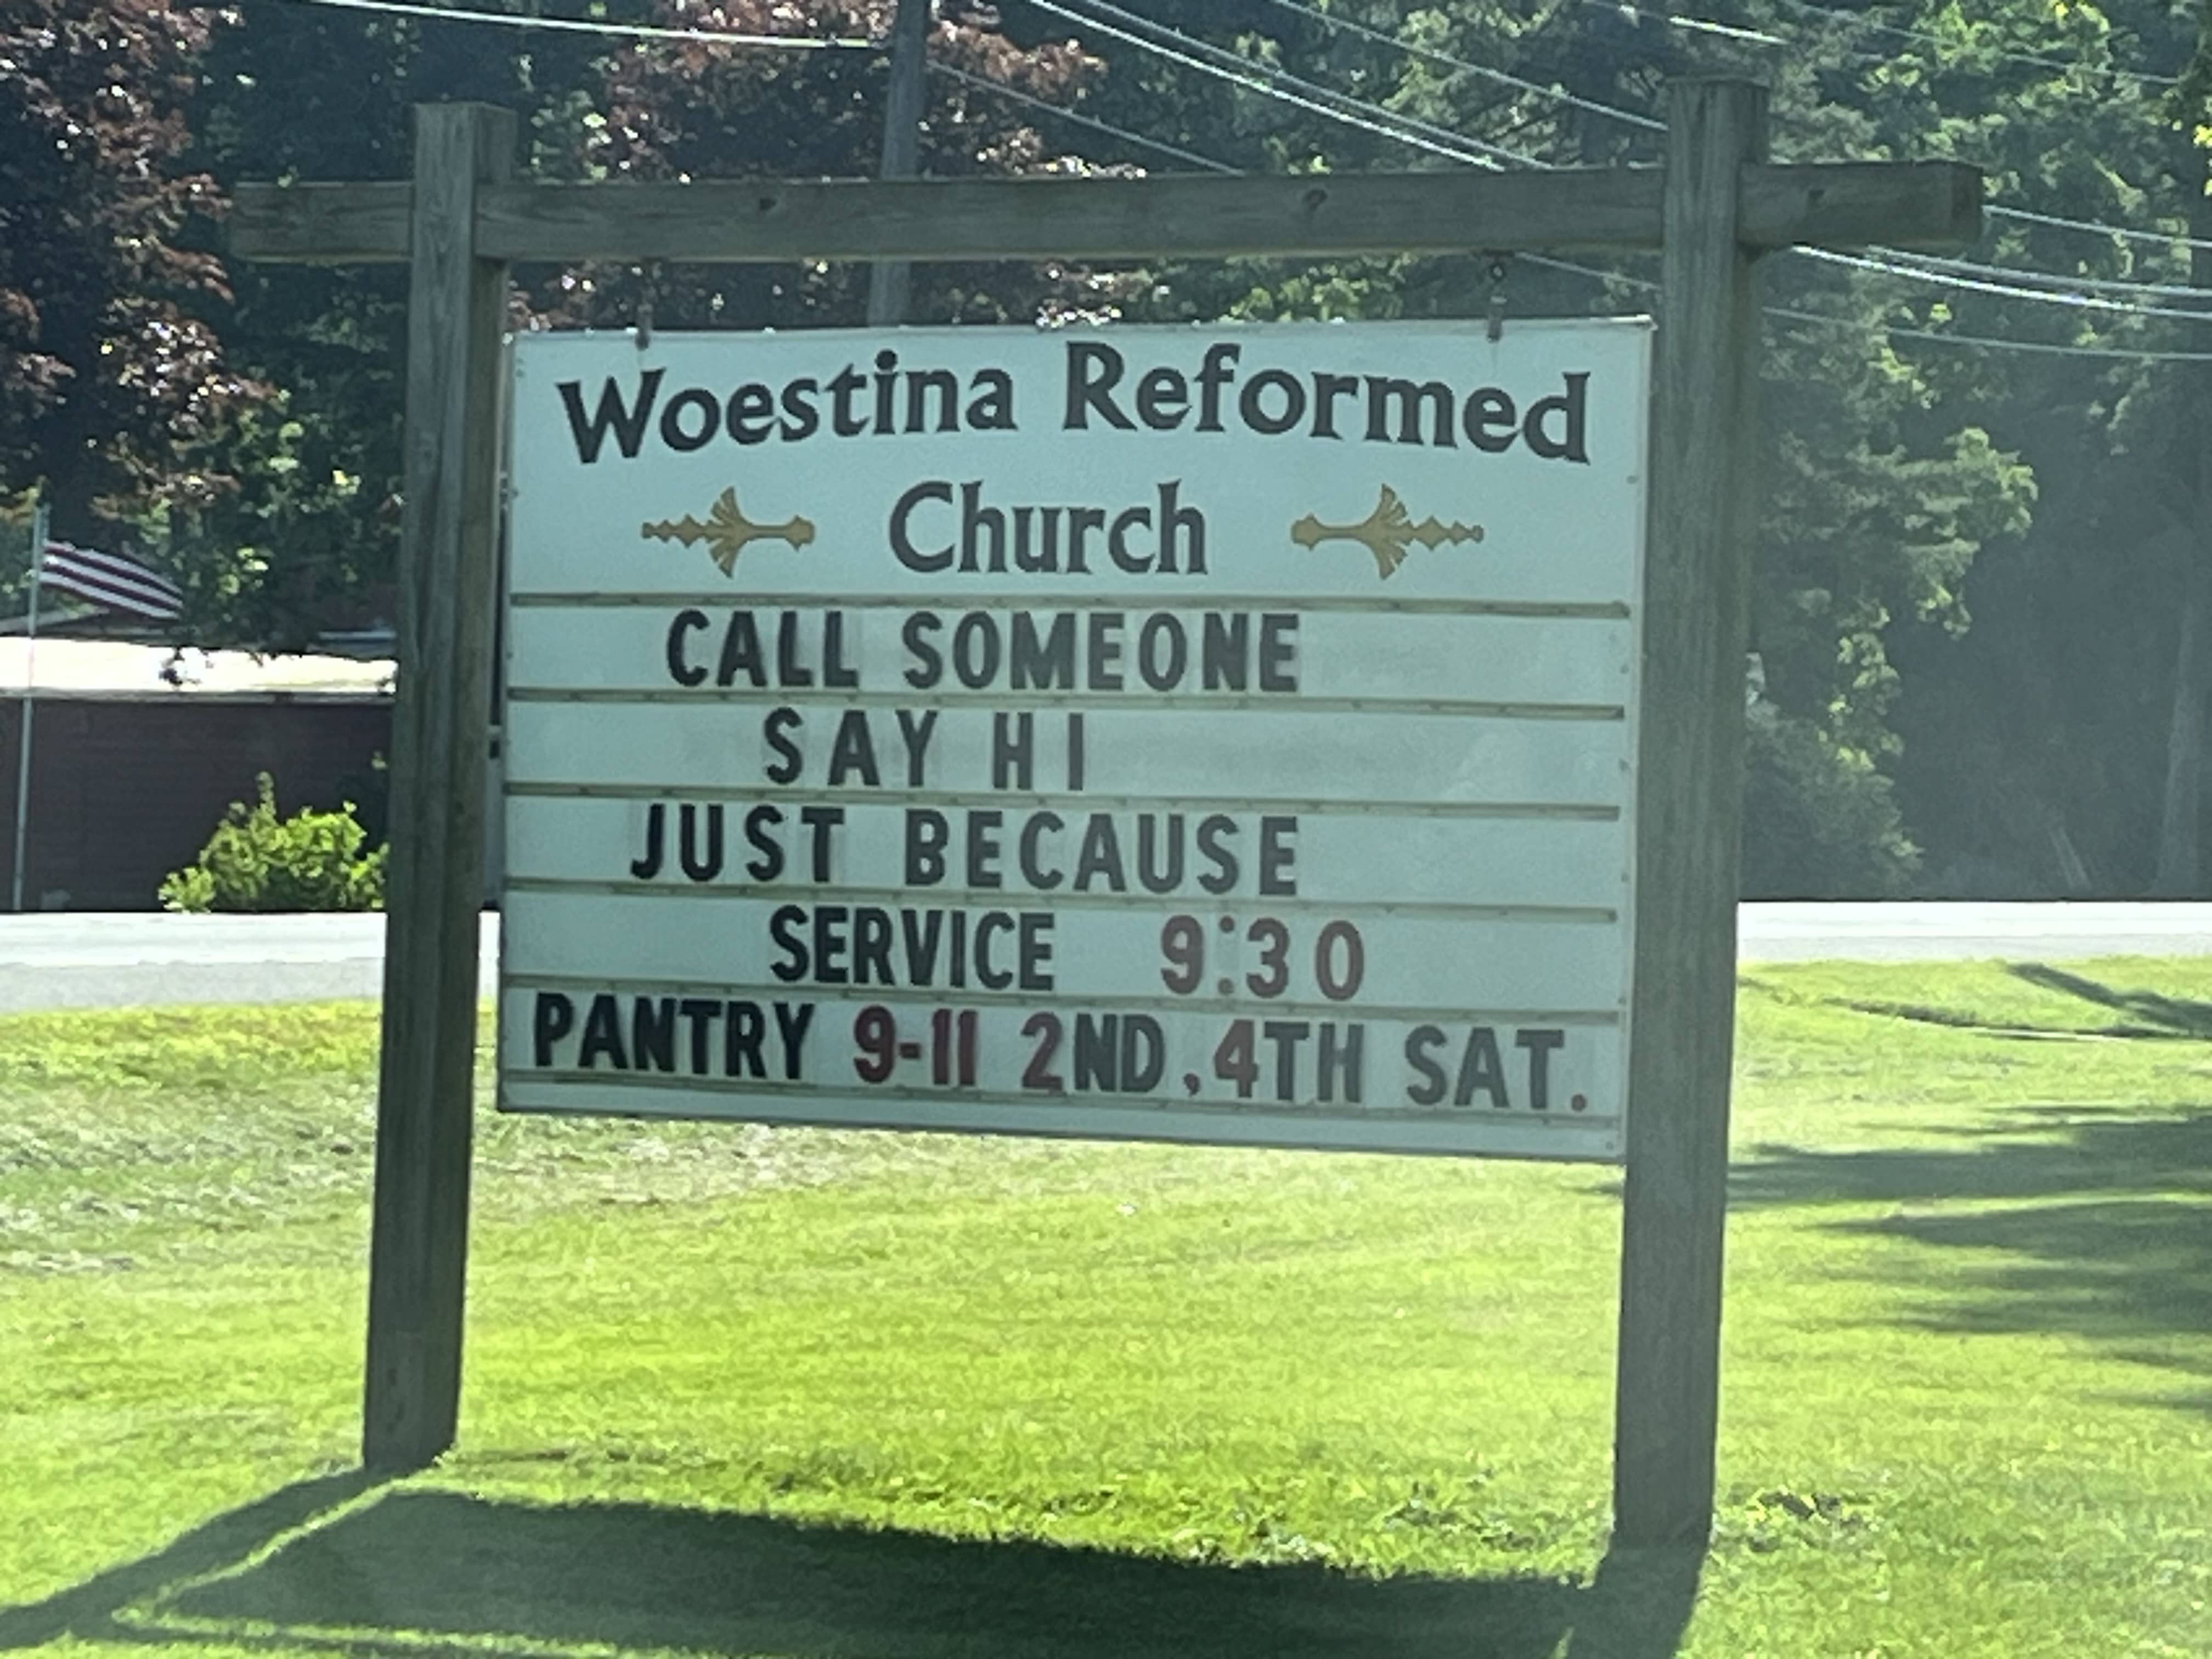 Woestina Reformed
Church
CALL SOMEONE
SAY HI
JUST BECAUSE
SERVICE 9:30
PANTRY 9-11 2ND,4TH SAT.